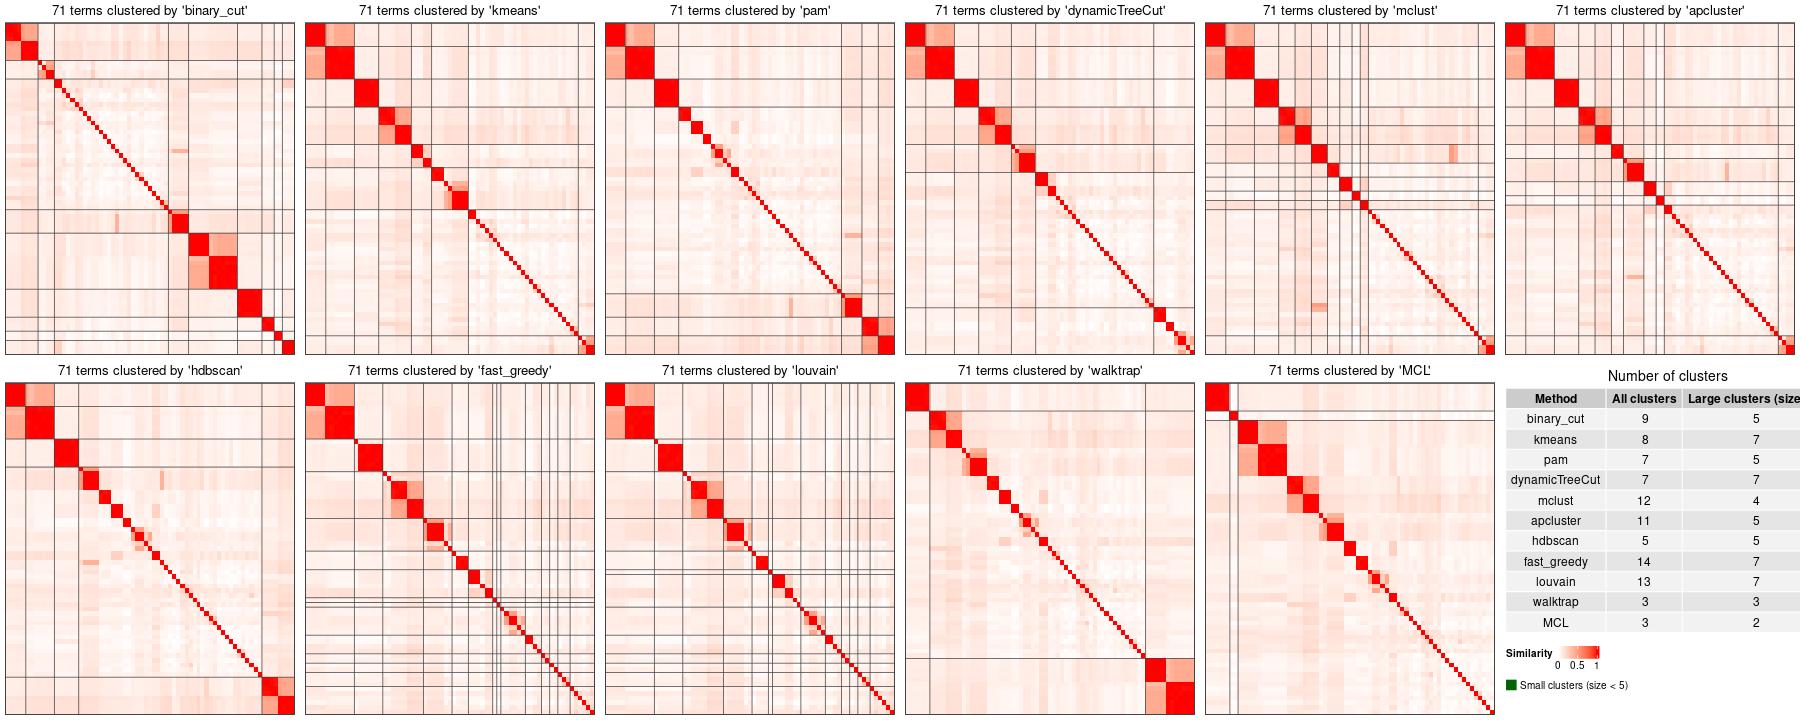 71 terms clustered by 'binary_cut'
71 terms clustered by 'kmeans'
71 terms clustered by 'pam'
71 terms clustered by 'dynamicTreeCut'
71 terms clustered by 'mclust'
71 terms clustered by 'apcluster'
71 terms clustered by 'hdbscan'
71 terms clustered by 'fast_greedy'
71 terms clustered by 'louvain'
71 terms clustered by 'walktrap'
71 terms clustered by 'MCL'
Number of clusters
Method All clusters Large clusters (size
binary_cut 9 5
kmeans 8 7
pam 7 5
dynamicTreeCut 7 7
mclust 12 4
apcluster 11 5
hdbscan 5 5
fast_greedy 14 7
louvain 13 7
walktrap 3 3
MCL 3 2
Similarity
0 0.5 1
Small clusters (size < 5)